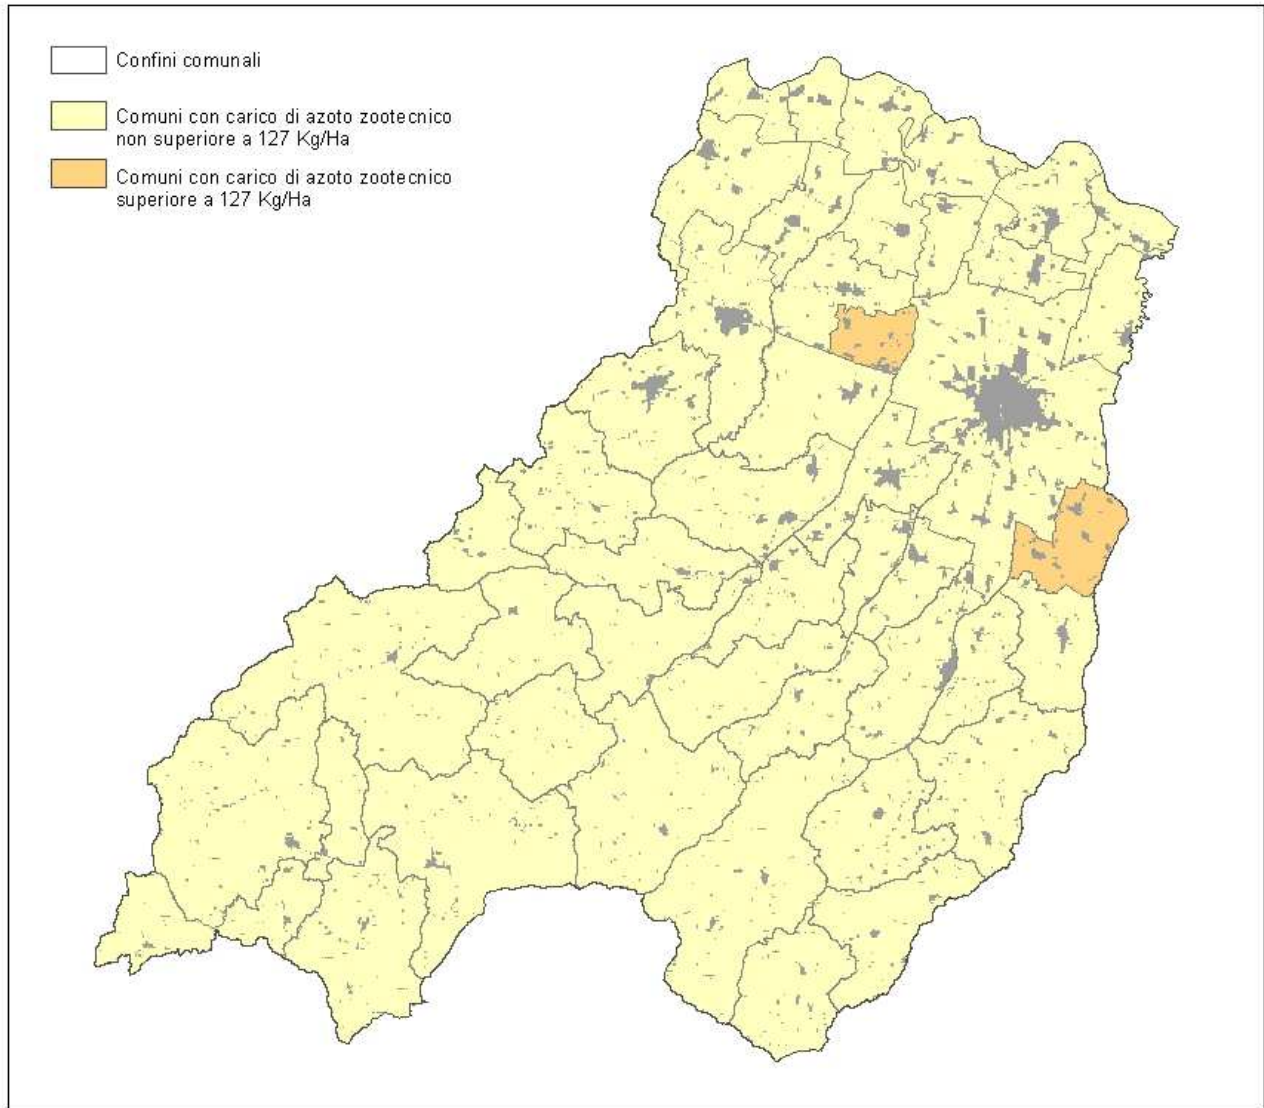 Confini comunali
Comuni con carico di azoto zootecnico
non superiore a 127 Kg/Ha
Comuni con carico di azoto zootecnico
superiore a 127 Kg/Ha